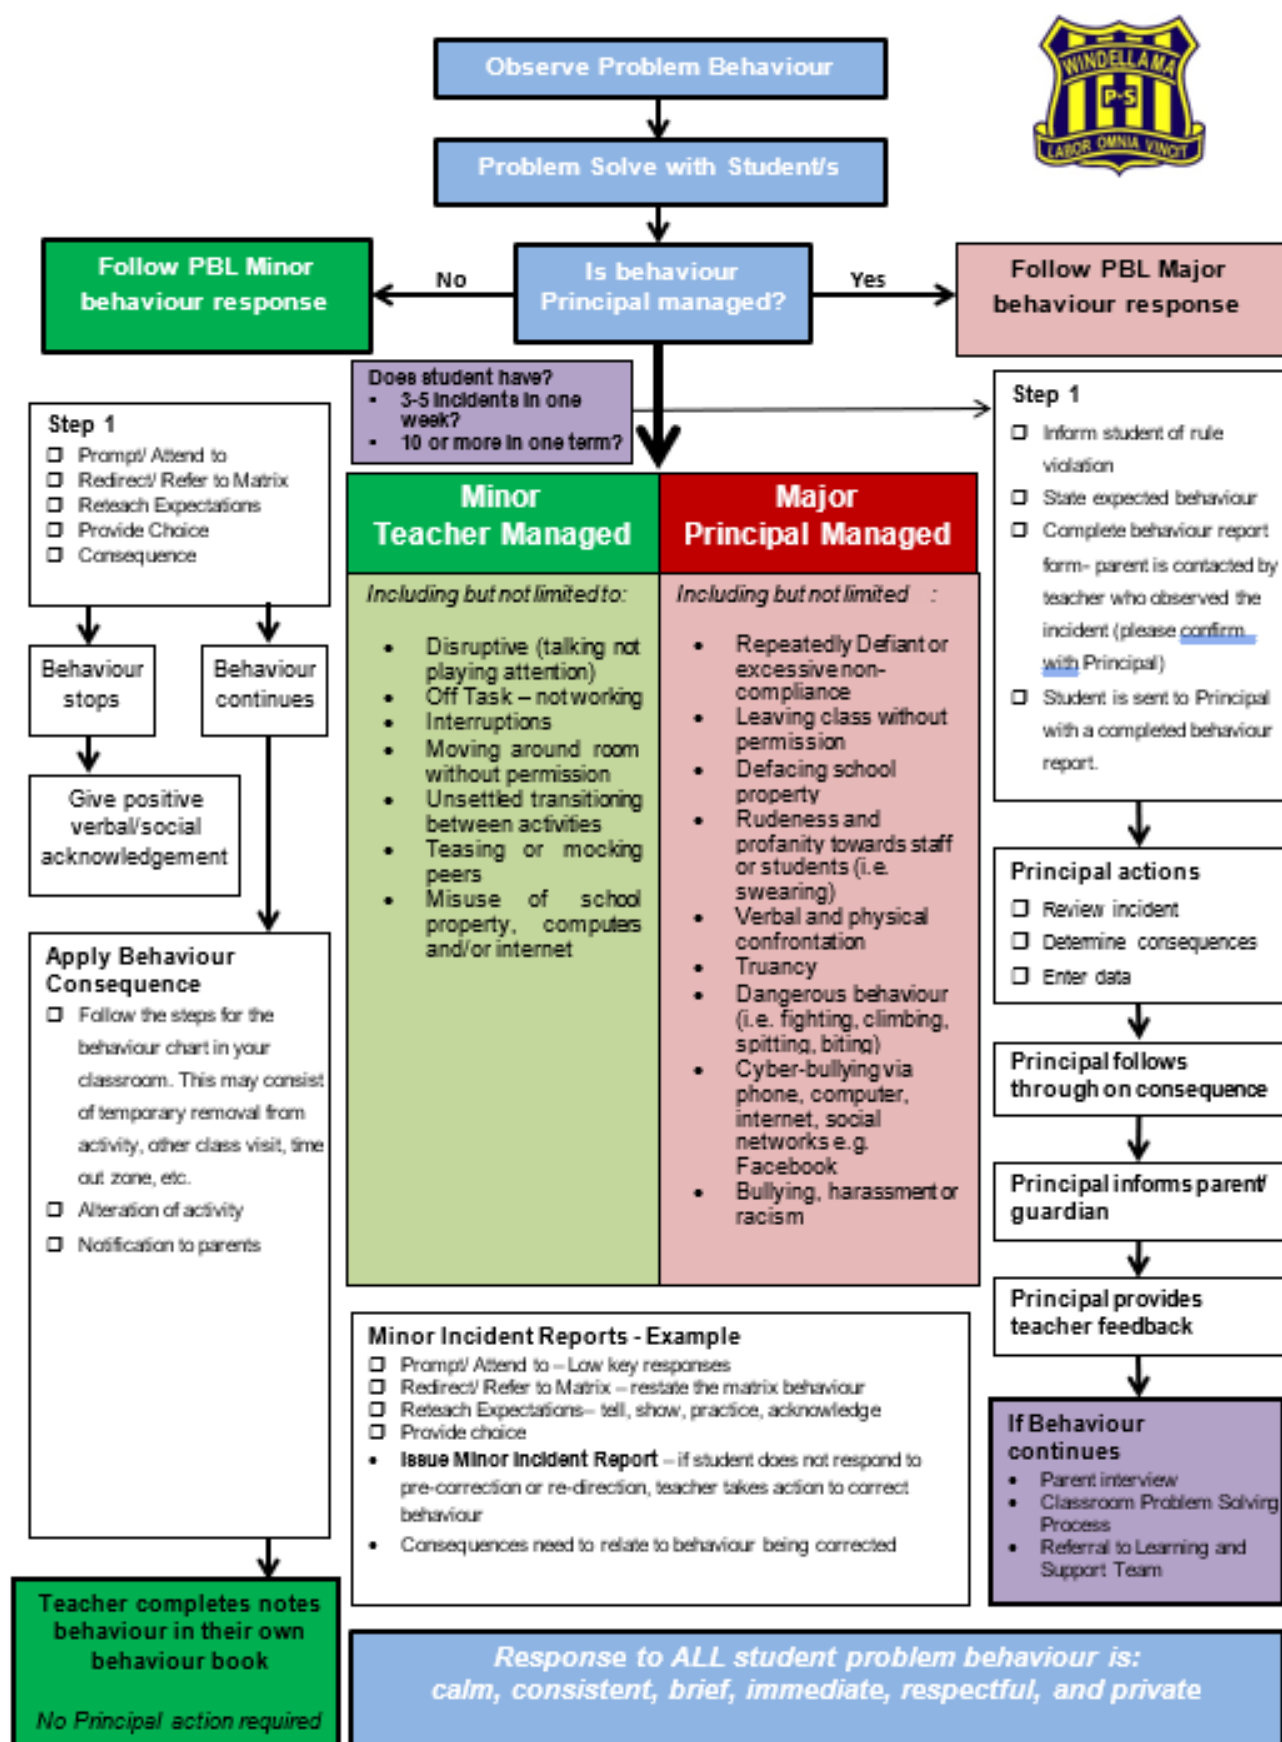 WINDELLAMA
P S
LABOR OMNIA VINCIT
Observe Problem Behaviour
Problem Solve with Student/s
Follow PBL Minor
behaviour response
No
Is behaviour
Principal managed?
Yes
Follow PBL Major
behaviour response
Does student have?
▪ 3-5 incidents in one
week?
▪ 10 or more in one term?
Step 1
❑ Prompt/ Attend to
❑ Redirect/ Refer to Matrix
❑ Reteach Expectations
❑ Provide Choice
❑ Consequence
Behaviour
stops
Behaviour
continues
Give positive
verbal/social
acknowledgement
Apply Behaviour
Consequence
❑ Follow the steps for the
behaviour chart in your
classroom. This may consist
of temporary removal from
activity, other class visit, time
out zone, etc.
❑ Alteration of activity
❑ Notification to parents
Teacher completes notes
behaviour in their own
behaviour book
No Principal action required
Minor
Teacher Managed
Including but not limited to:
• Disruptive (talking not
playing attention)
• Off Task – not working
• Interruptions
• Moving around room
without permission
• Unsettled transitioning
between activities
• Teasing or mocking
peers
• Misuse of school
property, computers
and/or internet
Major
Principal Managed
Including but not limited :
• Repeatedly Defiant or
excessive non-
compliance
• Leaving class without
permission
• Defacing school
property
• Rudeness and
profanity towards staff
or students (i.e.
swearing)
• Verbal and physical
confrontation
• Truancy
• Dangerous behaviour
(i.e. fighting, climbing,
spitting, biting)
• Cyber-bullying via
phone, computer,
internet, social
networks e.g.
Facebook
• Bullying, harassment or
racism
Minor Incident Reports - Example
❑ Prompt/ Attend to – Low key responses
❑ Redirect/ Refer to Matrix – restate the matrix behaviour
❑ Reteach Expectations– tell, show, practice, acknowledge
❑ Provide choice
• Issue Minor Incident Report – if student does not respond to
pre-correction or re-direction, teacher takes action to correct
behaviour
• Consequences need to relate to behaviour being corrected
Step 1
❑ Inform student of rule
violation
❑ State expected behaviour
❑ Complete behaviour report
form- parent is contacted by
teacher who observed the
incident (please confirm
with Principal)
❑ Student is sent to Principal
with a completed behaviour
report.
Principal actions
❑ Review incident
❑ Determine consequences
❑ Enter data
Principal follows
through on consequence
Principal informs parent/
guardian
Principal provides
teacher feedback
If Behaviour
continues
• Parent interview
• Classroom Problem Solving
Process
• Referral to Learning and
Support Team
Response to ALL student problem behaviour is:
calm, consistent, brief, immediate, respectful, and private